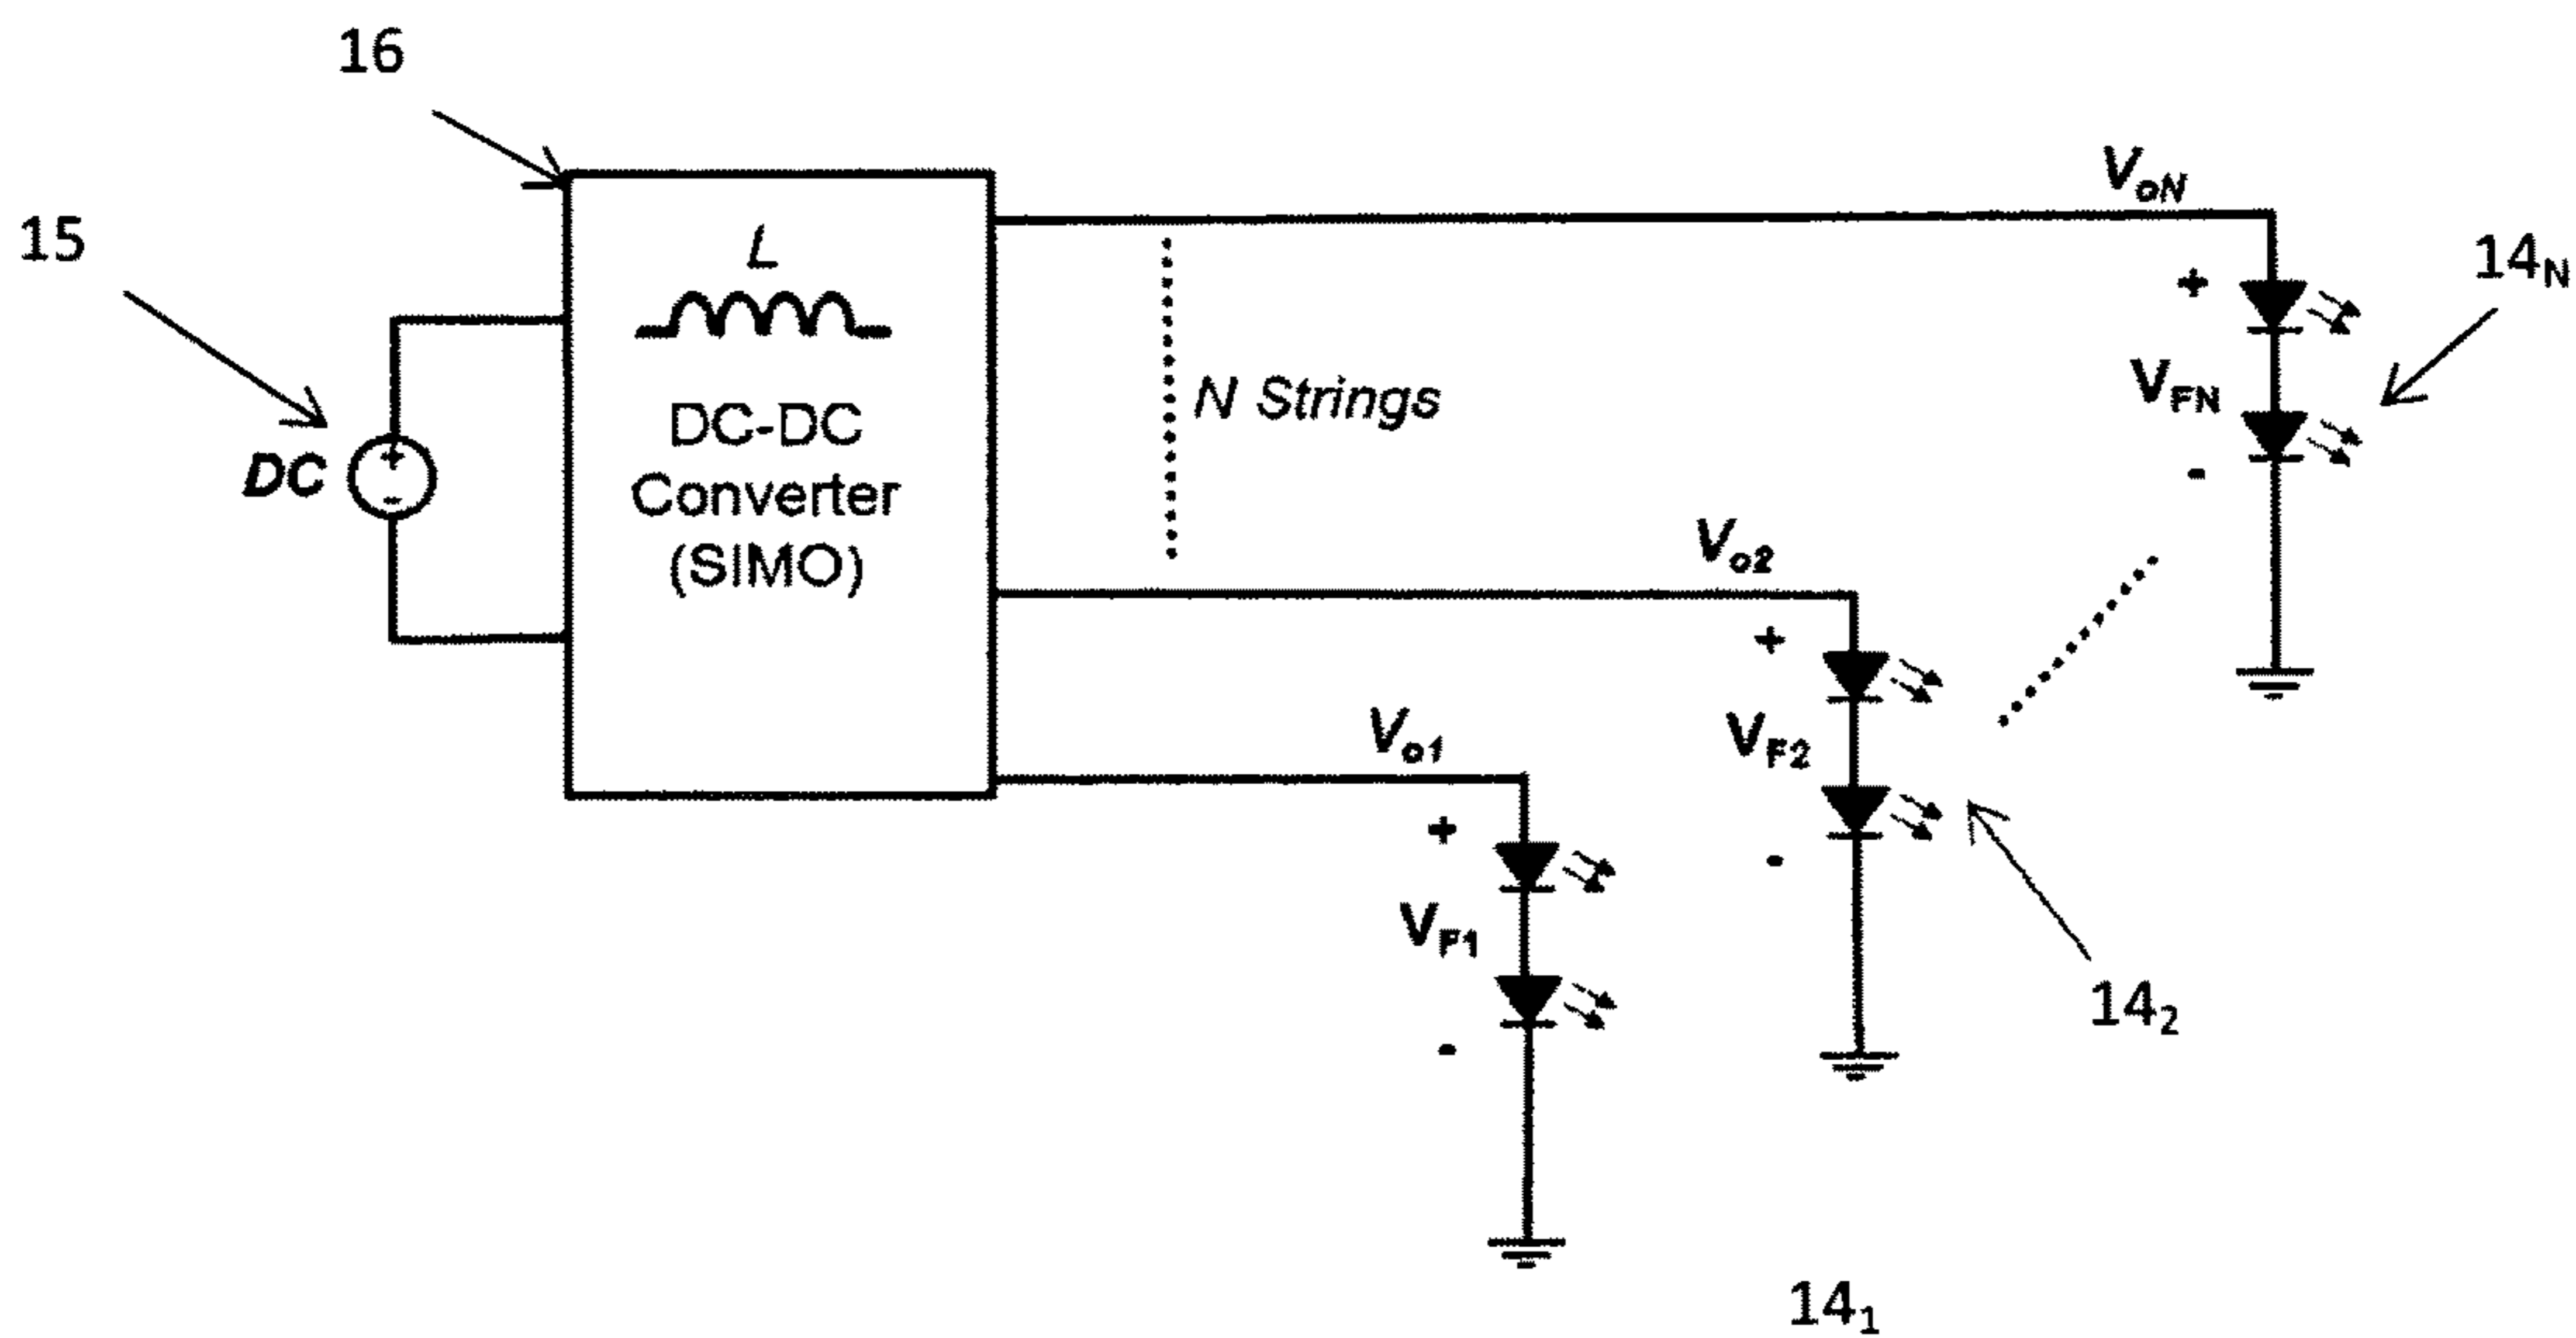 16
15
DC
+
-
L
DC-DC
Converter
(SIMO)
N Strings
V_oN
+
V_FN
-
14_N
V_o2
+
V_F2
-
14_2
V_o1
+
V_F1
-
14_1